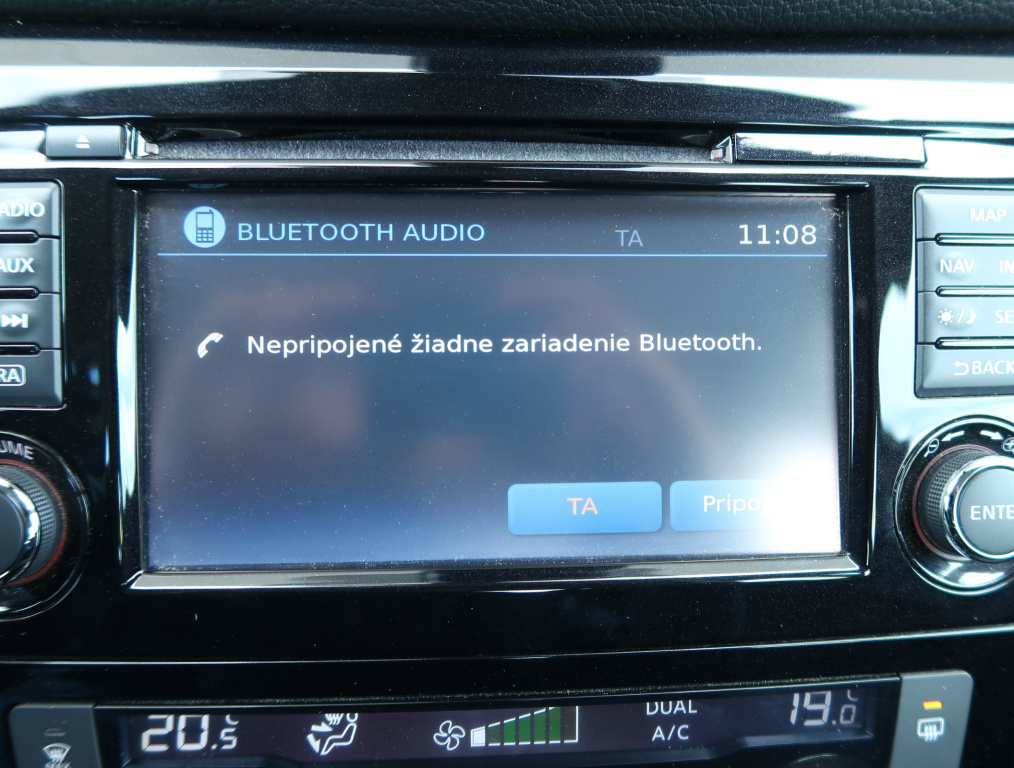 BLUETOOTH AUDIO TA 11:08
Nepripojené žiadne zariadenie Bluetooth.
TA
MAP
AUX
NAV
BACK
20.5°C
DUAL
A/C
19.0°C